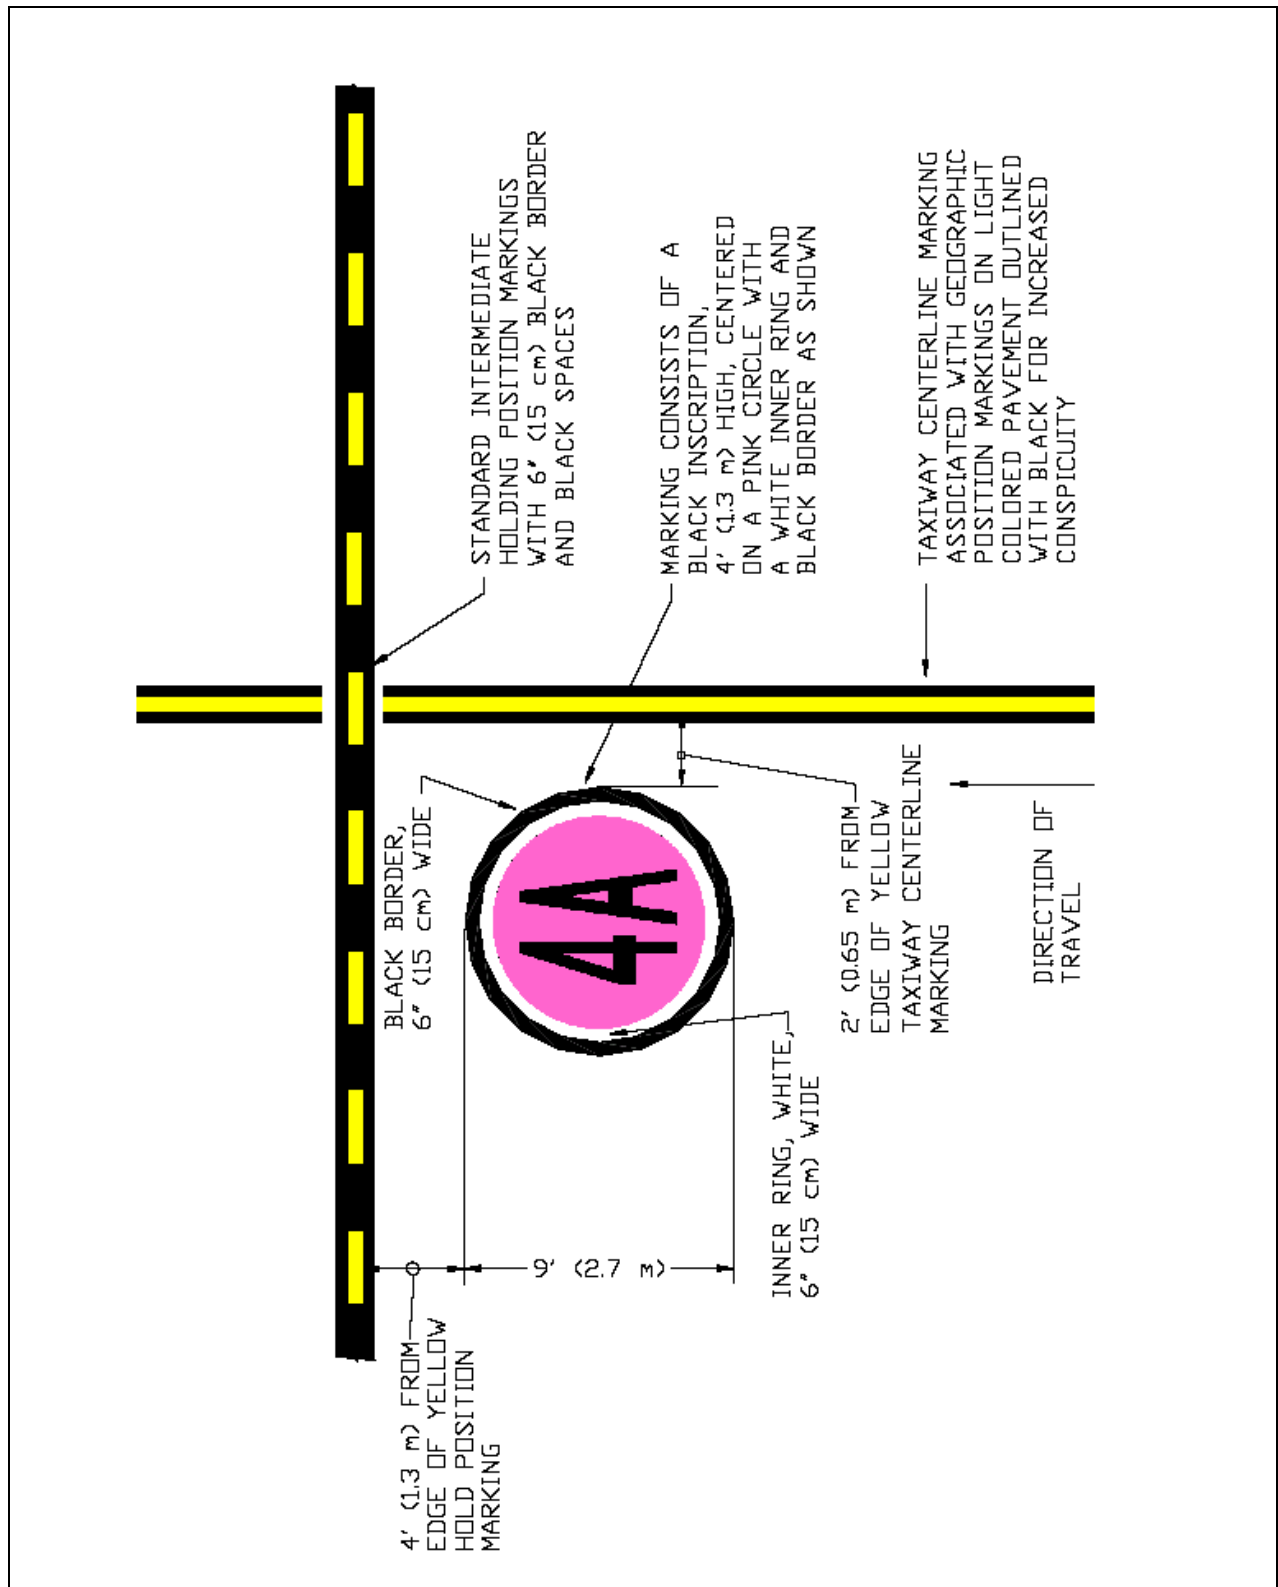 STANDARD INTERMEDIATE
HOLDING POSITION MARKINGS
WITH 6" (15 cm) BLACK BORDER
AND BLACK SPACES
MARKING CONSISTS OF A
BLACK INSCRIPTION,
4' (1.3 m) HIGH, CENTERED
ON A PINK CIRCLE WITH
A WHITE INNER RING AND
BLACK BORDER AS SHOWN
TAXIWAY CENTERLINE MARKING
ASSOCIATED WITH GEOGRAPHIC
POSITION MARKINGS ON LIGHT
COLORED PAVEMENT OUTLINED
WITH BLACK FOR INCREASED
CONSPICUITY
BLACK BORDER,
6" (15 cm) WIDE
4A
2' (0.65 m) FROM
EDGE OF YELLOW
TAXIWAY CENTERLINE
MARKING
DIRECTION OF
TRAVEL
INNER RING, WHITE,
6" (15 cm) WIDE
9' (2.7 m)
4' (1.3 m) FROM
EDGE OF YELLOW
HOLD POSITION
MARKING